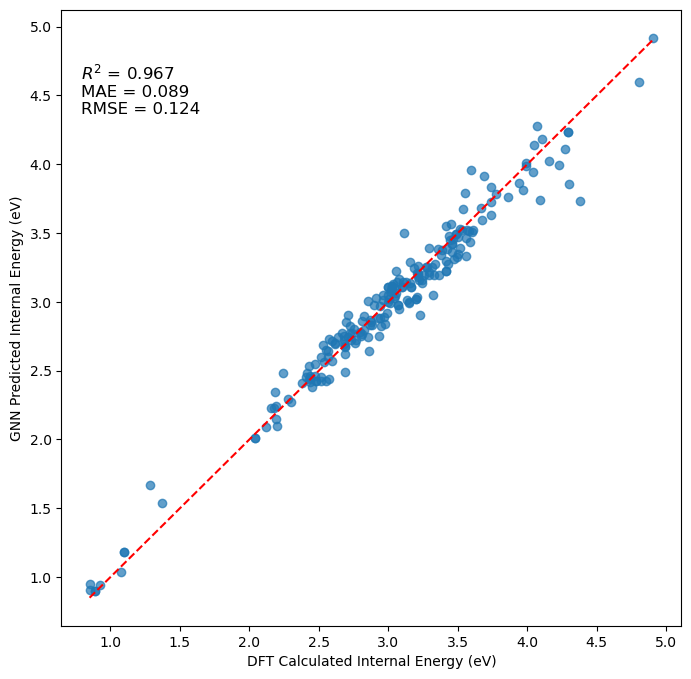 R² = 0.967
MAE = 0.089
RMSE = 0.124
GNN Predicted Internal Energy (eV)
5.0
4.5
4.0
3.5
3.0
2.5
2.0
1.5
1.0
1.0 1.5 2.0 2.5 3.0 3.5 4.0 4.5 5.0
DFT Calculated Internal Energy (eV)